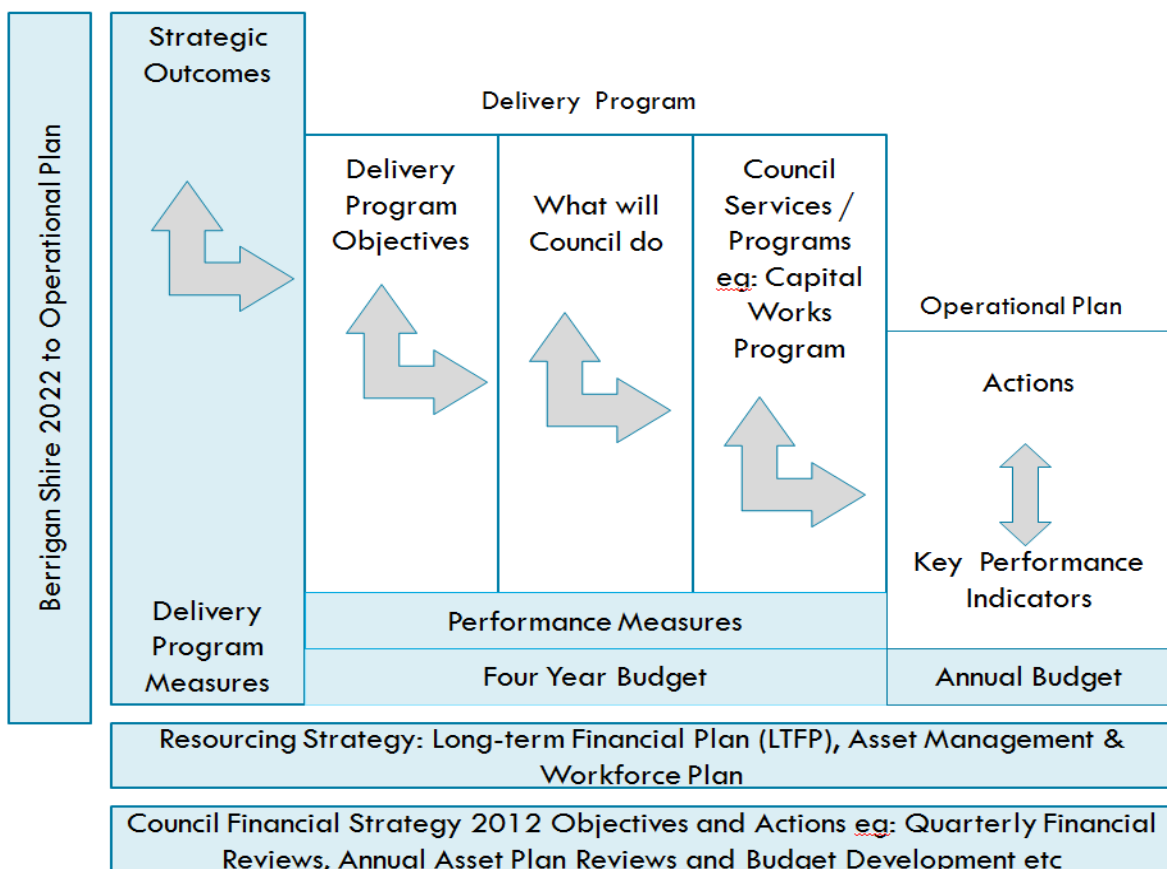 Berrigan Shire 2022 to Operational Plan
Strategic
Outcomes
Delivery
Program
Measures
Delivery Program
Delivery
Program
Objectives
What will
Council do
Council
Services /
Programs
eg: Capital
Works
Program
Performance Measures
Four Year Budget
Operational Plan
Actions
Key Performance
Indicators
Annual Budget
Resourcing Strategy: Long-term Financial Plan (LTFP), Asset Management &
Workforce Plan
Council Financial Strategy 2012 Objectives and Actions eg: Quarterly Financial
Reviews, Annual Asset Plan Reviews and Budget Development etc